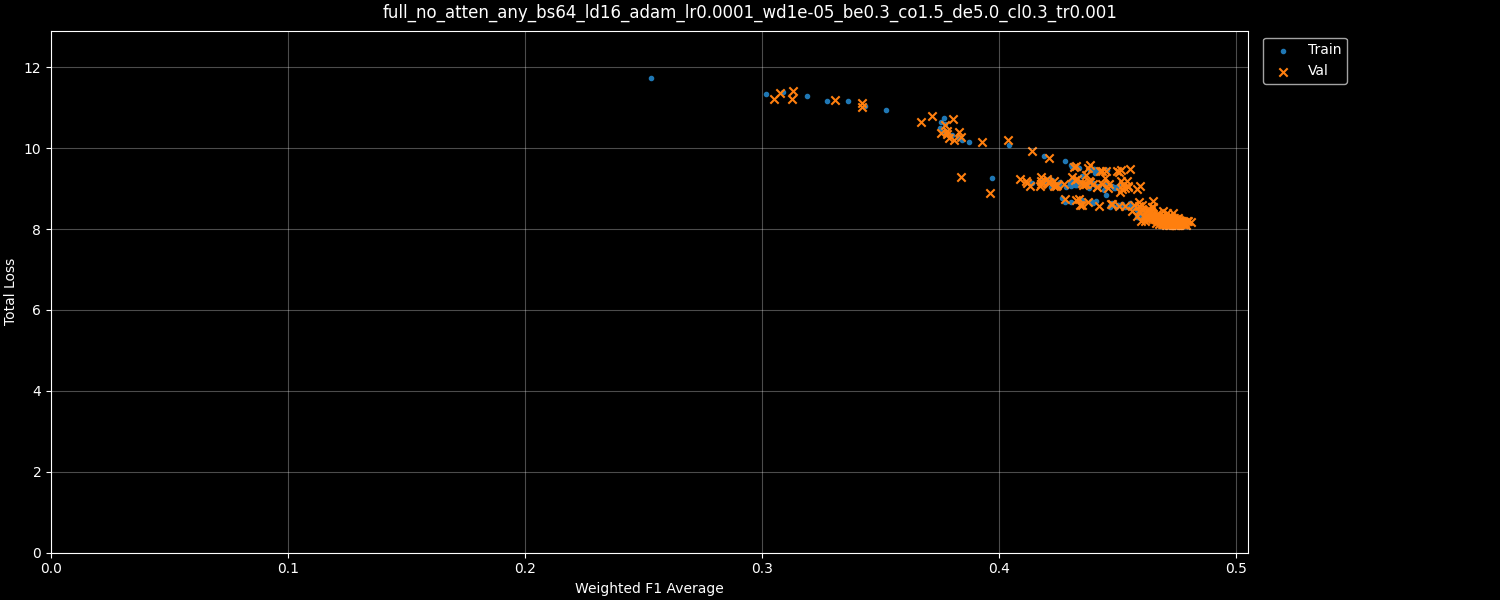 full_no_atten_any_bs64_ld16_adam_lr0.0001_wd1e-05_be0.3_co1.5_de5.0_cl0.3_tr0.001
Train
Val
12
10
8
6
4
2
0
Total Loss
0.0 0.1 0.2 0.3 0.4 0.5
Weighted F1 Average